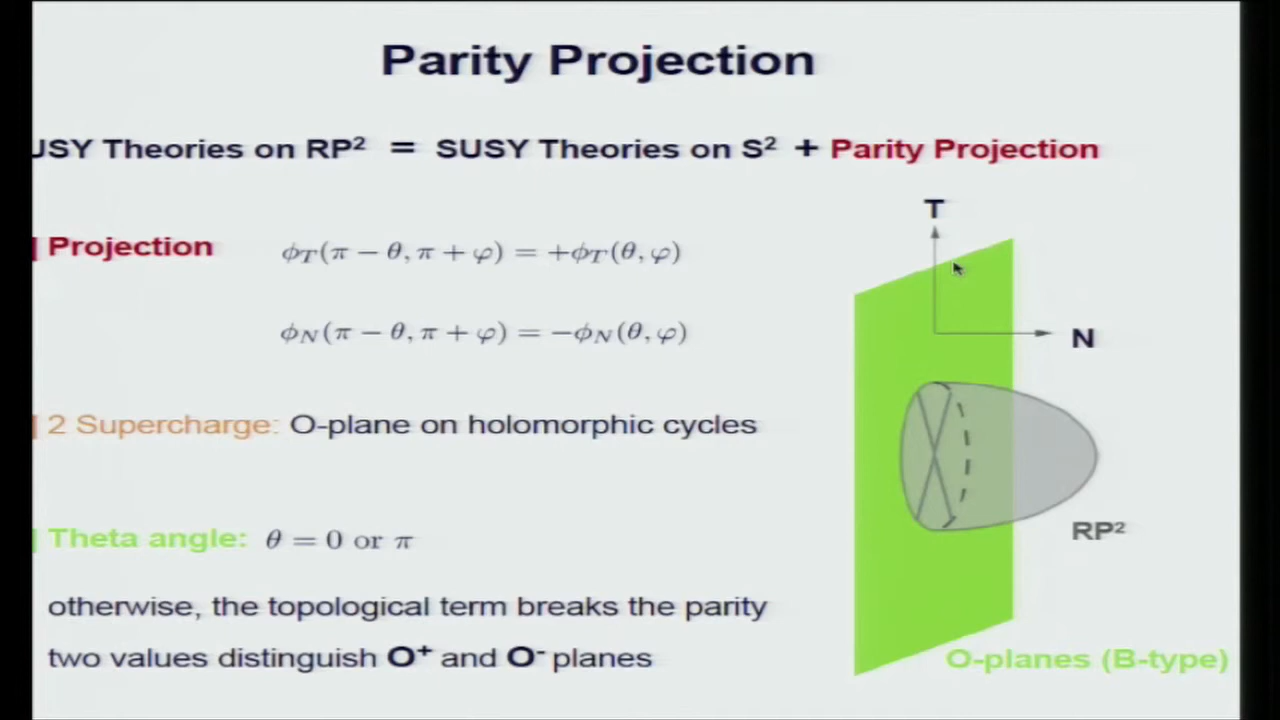 Parity Projection
USY Theories on RP² = SUSY Theories on S² + Parity Projection
Projection
ϕ_T(π − θ, π + φ) = +ϕ_T(θ, φ)
ϕ_N(π − θ, π + φ) = −ϕ_N(θ, φ)
T
N
2 Supercharge: O-plane on holomorphic cycles
RP²
Theta angle: θ = 0 or π
otherwise, the topological term breaks the parity
two values distinguish O⁺ and O⁻ planes
O-planes (B-type)